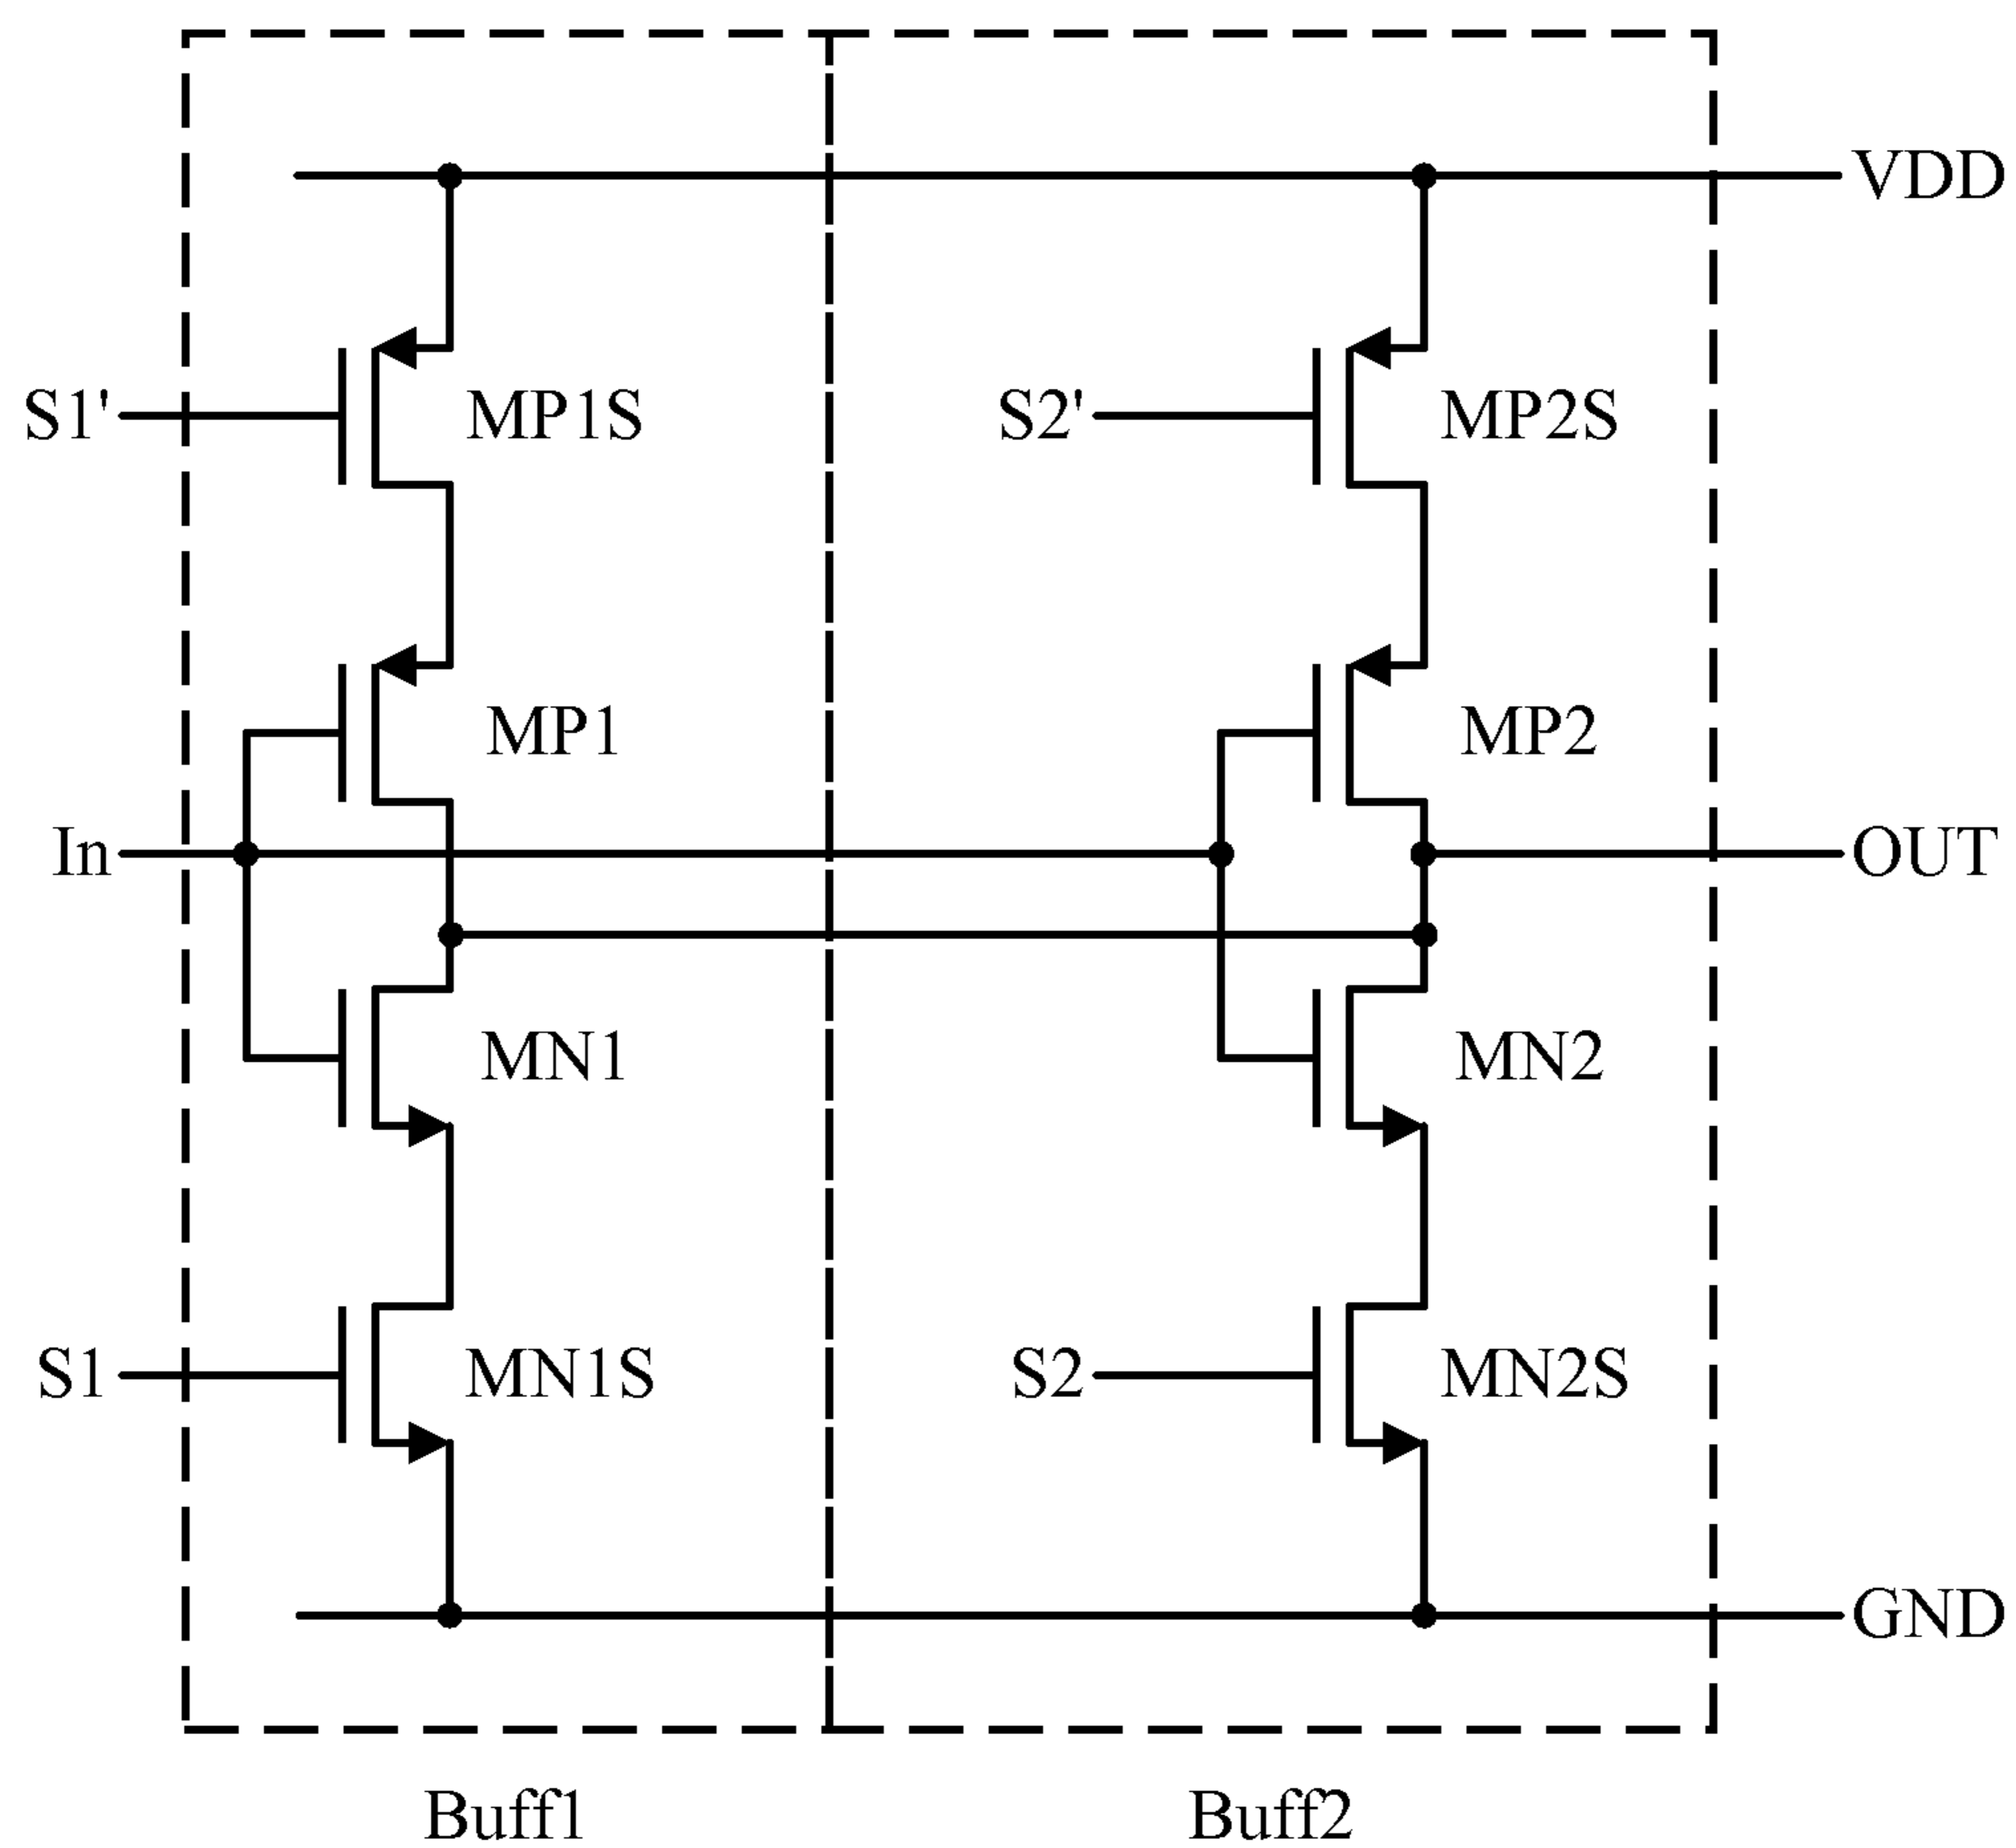 VDD
S1'
MP1S
S2'
MP2S
MP1
MP2
In
OUT
MN1
MN2
S1
MN1S
S2
MN2S
GND
Buff1
Buff2